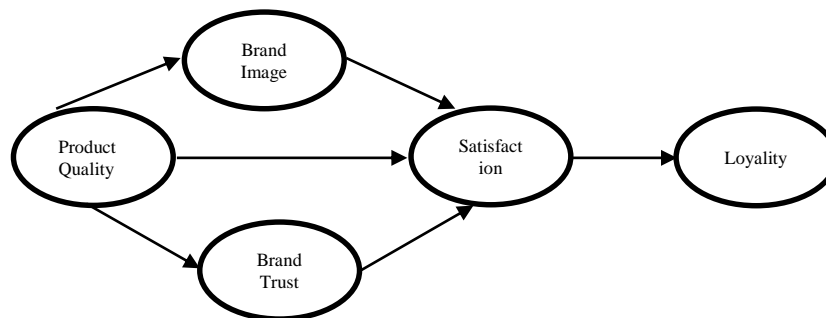 Brand
Image
Product
Quality
Satisfact
ion
Loyality
Brand
Trust